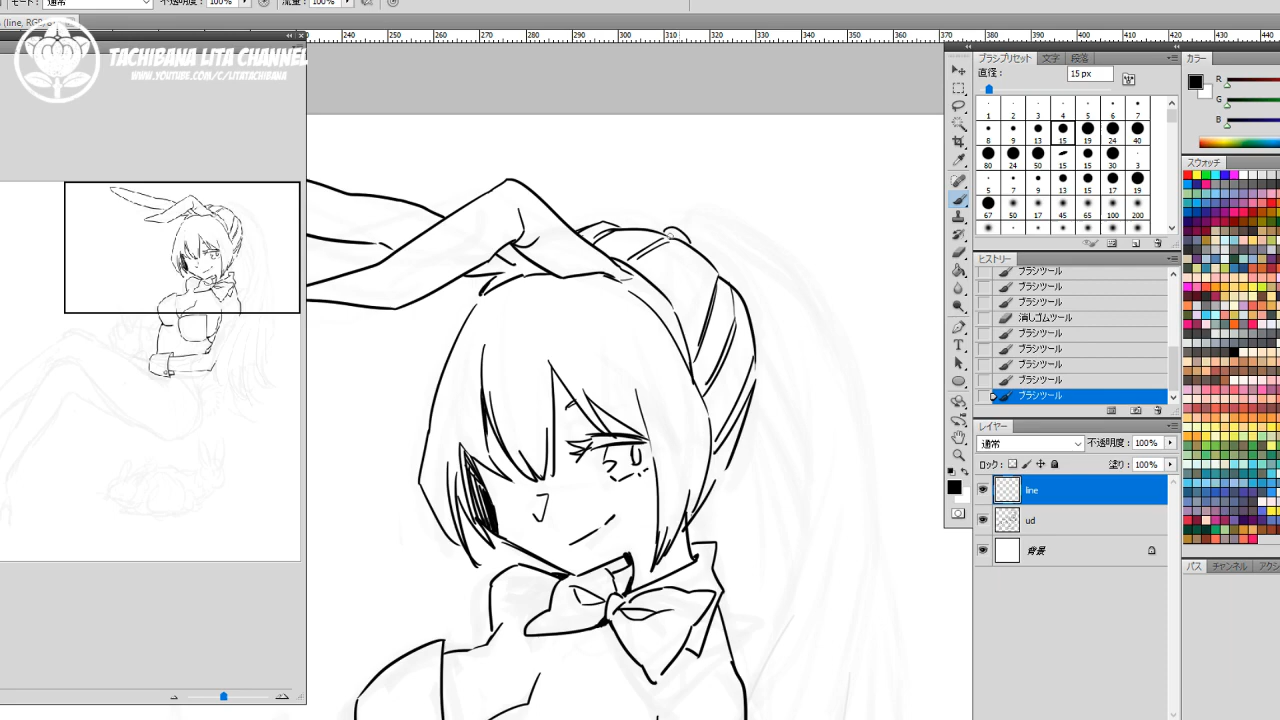 モード: 通常 不透明度: 100% 流量: 100%
(line, RGB/8
TACHIBANA LITA CHANNEL
WWW.YOUTUBE.COM/C/LITATACHIBANA
240 250 260 270 280 290 300 310 320 330 340 350 360 370 380 390 400 410 420 430 440
ブラシプリセット 文字 段落
直径: 15 px
1 2 3 4 5 6 7
8 9 13 15 19 24 40
80 24 50 15 15 30 3
5 7 9 13 15 17 19
67 50 17 45 65 100 200
ヒストリー
ブラシツール
ブラシツール
ブラシツール
消しゴムツール
ブラシツール
ブラシツール
ブラシツール
ブラシツール
ブラシツール
レイヤー
通常 不透明度: 100%
ロック: 塗り: 100%
line
ud
背景
カラー
R
G
B
スウォッチ
パス チャンネル アクシ